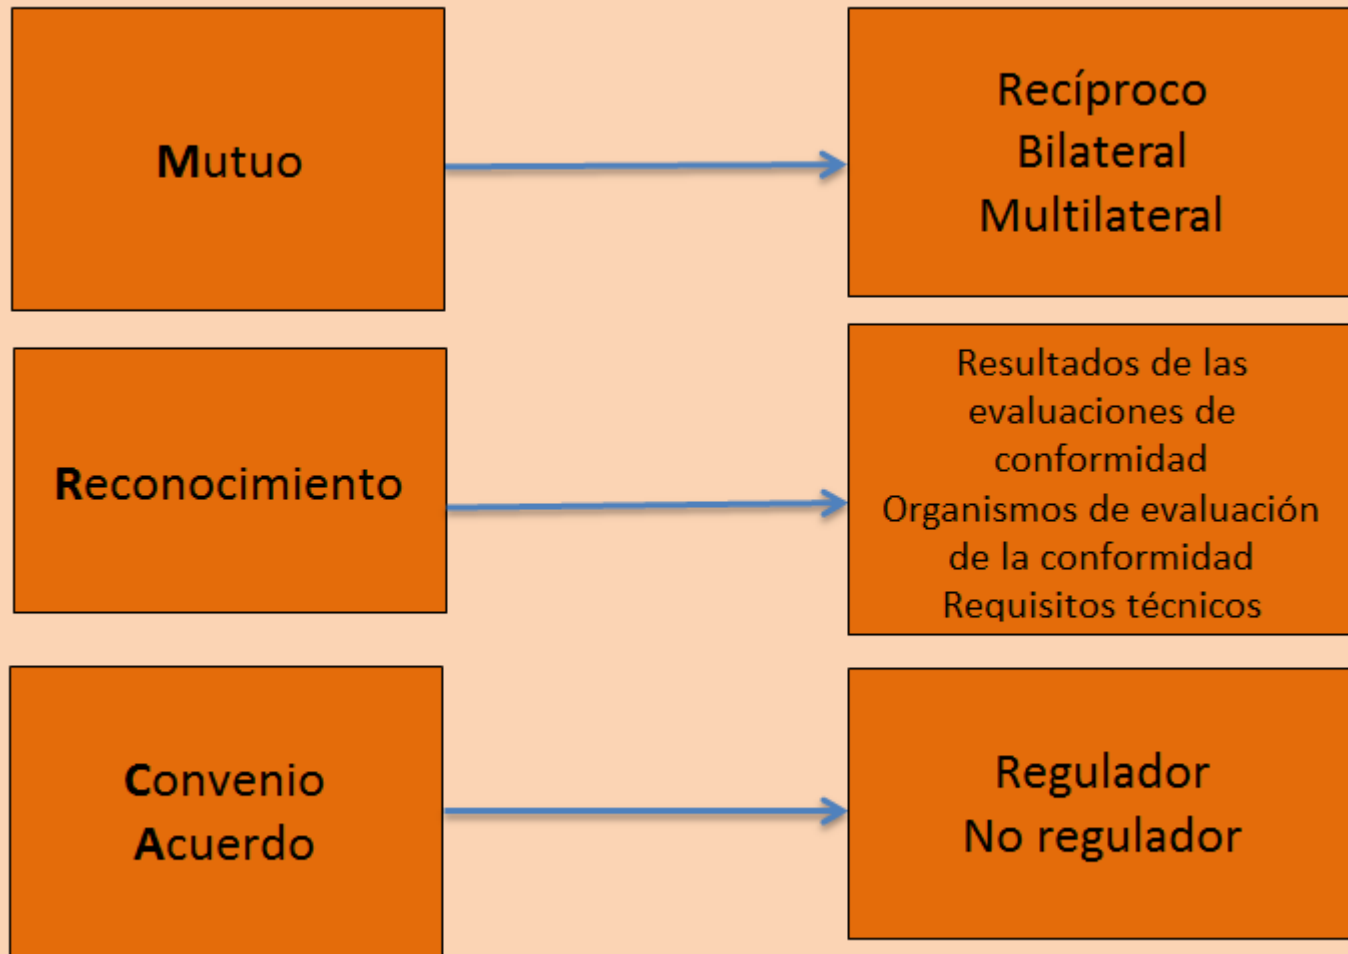 Mutuo
Recíproco
Bilateral
Multilateral
Reconocimiento
Resultados de las
evaluaciones de
conformidad
Organismos de evaluación
de la conformidad
Requisitos técnicos
Convenio
Acuerdo
Regulador
No regulador